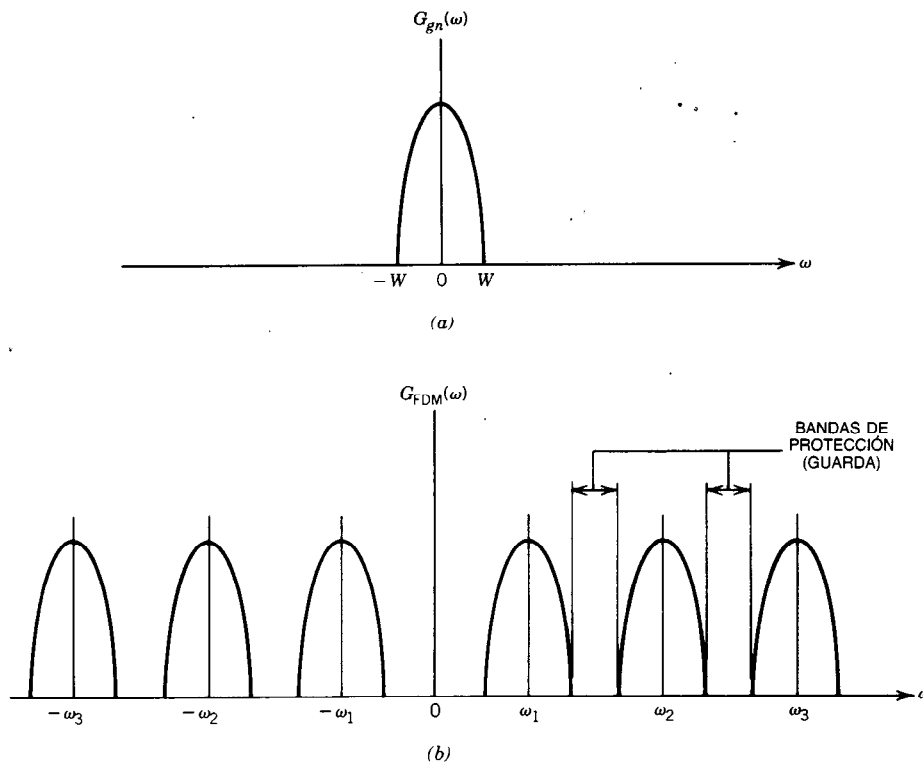 G_gn(ω)
−W 0 W ω
(a)
G_FDM(ω)
BANDAS DE
PROTECCIÓN
(GUARDA)
−ω₃ −ω₂ −ω₁ 0 ω₁ ω₂ ω₃ ω
(b)